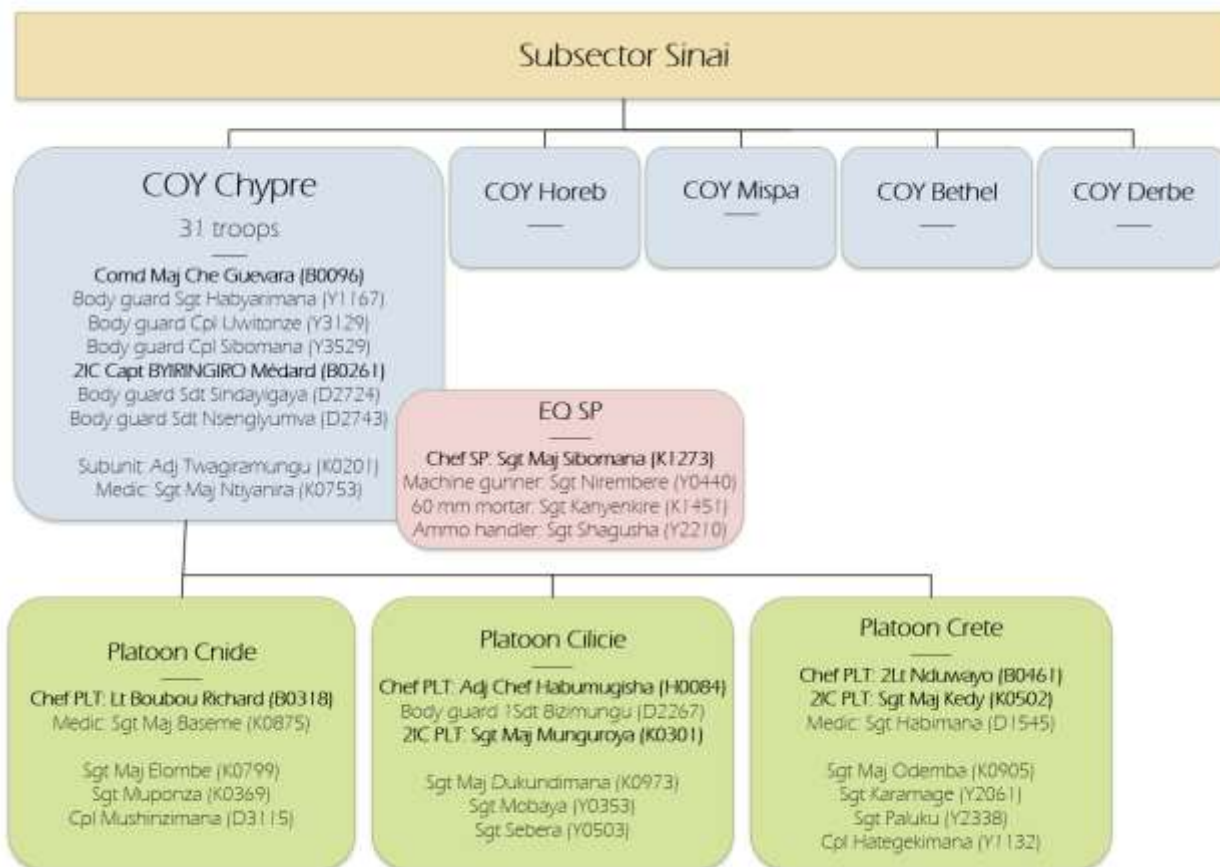 Subsector Sinai
COY Chypre
31 troops
Comd Maj Che Guevara (B0096)
Body guard Sgt Habyarimana (Y1167)
Body guard Cpl Uwitonze (Y3129)
Body guard Cpl Sibomana (Y3529)
2IC Capt BYIRINGIRO Médard (B0261)
Body guard Sdt Sindayigaya (D2724)
Body guard Sdt Nsengiyumva (D2743)
Subunit: Adj Twagiramungu (K0201)
Medic: Sgt Maj Ntiyanira (K0753)
COY Horeb
COY Mispa
COY Bethel
COY Derbe
EQ SP
Chef SP: Sgt Maj Sibomana (K1273)
Machine gunner: Sgt Nirembere (Y0440)
60 mm mortar: Sgt Kanyenkire (K1451)
Ammo handler: Sgt Shagusha (Y2210)
Platoon Cnide
Chef PLT: Lt Boubou Richard (B0318)
Medic: Sgt Maj Baseme (K0875)
Sgt Maj Elombe (K0799)
Sgt Muponza (K0369)
Cpl Mushinzimana (D3115)
Platoon Cilicie
Chef PLT: Adj Chef Habumugisha (H0084)
Body guard 1Sdt Bizimungu (D2267)
2IC PLT: Sgt Maj Munguroya (K0301)
Sgt Maj Dukundimana (K0973)
Sgt Mobaya (Y0353)
Sgt Sebera (Y0503)
Platoon Crete
Chef PLT: 2Lt Nduwayo (B0461)
2IC PLT: Sgt Maj Kedy (K0502)
Medic: Sgt Habimana (D1545)
Sgt Maj Odemba (K0905)
Sgt Karamage (Y2061)
Sgt Paluku (Y2338)
Cpl Hategekimana (Y1132)